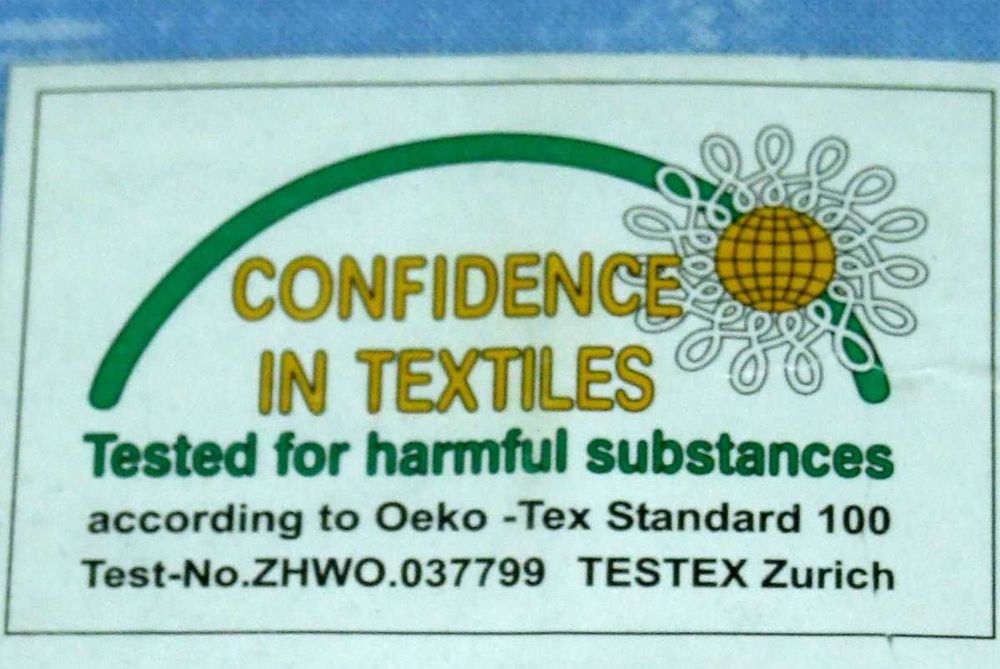 CONFIDENCE
IN TEXTILES
Tested for harmful substances
according to Oeko -Tex Standard 100
Test-No.ZHWO.037799 TESTEX Zurich